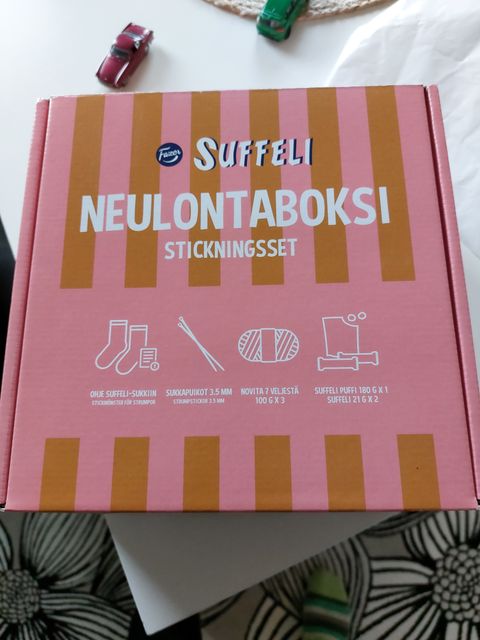 Fazer SUFFELI
NEULONTABOKSI
STICKNINGSSET
OHJE SUFFELI-SUKKIIN
STICKMÖNSTER FÖR STRUMPOR
SUKKAPUIKOT 3.5 MM
STRUMPSTICKOR 3.5 MM
NOVITA 7 VELJESTÄ
100 G X 3
SUFFELI PUFFI 180 G X 1
SUFFELI 21 G X 2